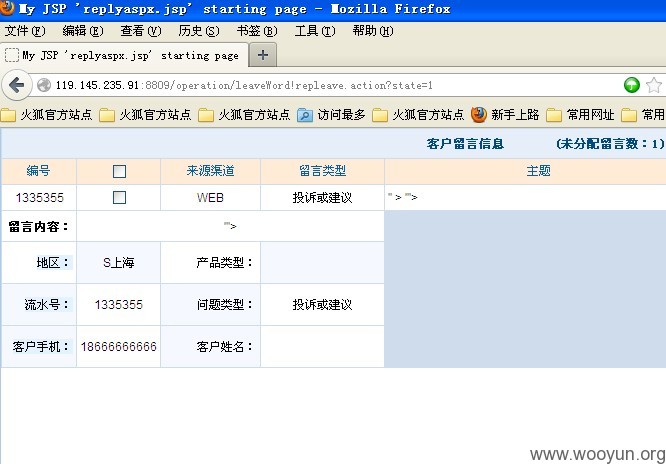 My JSP 'replyaspx.jsp' starting page - Mozilla Firefox
文件(F) 编辑(E) 查看(V) 历史(S) 书签(B) 工具(T) 帮助(H)
My JSP 'replyaspx.jsp' starting page +
119.145.235.91:8809/operation/leaveWord!repleave.action?state=1
火狐官方站点 火狐官方站点 火狐官方站点 访问最多 火狐官方站点 新手上路 常用网址 常用
客户留言信息 (未分配留言数：1)
编号 来源渠道 留言类型 主题
1335355 WEB 投诉或建议 " > "">
留言内容： "">
地区： S上海 产品类型：
流水号： 1335355 问题类型： 投诉或建议
客户手机： 18666666666 客户姓名：
www.wooyun.org